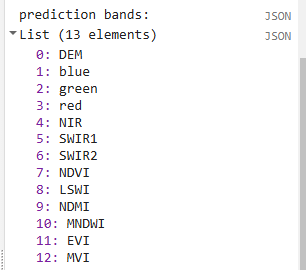 prediction bands: JSON
List (13 elements) JSON
0: DEM
1: blue
2: green
3: red
4: NIR
5: SWIR1
6: SWIR2
7: NDVI
8: LSWI
9: NDMI
10: MNDWI
11: EVI
12: MVI